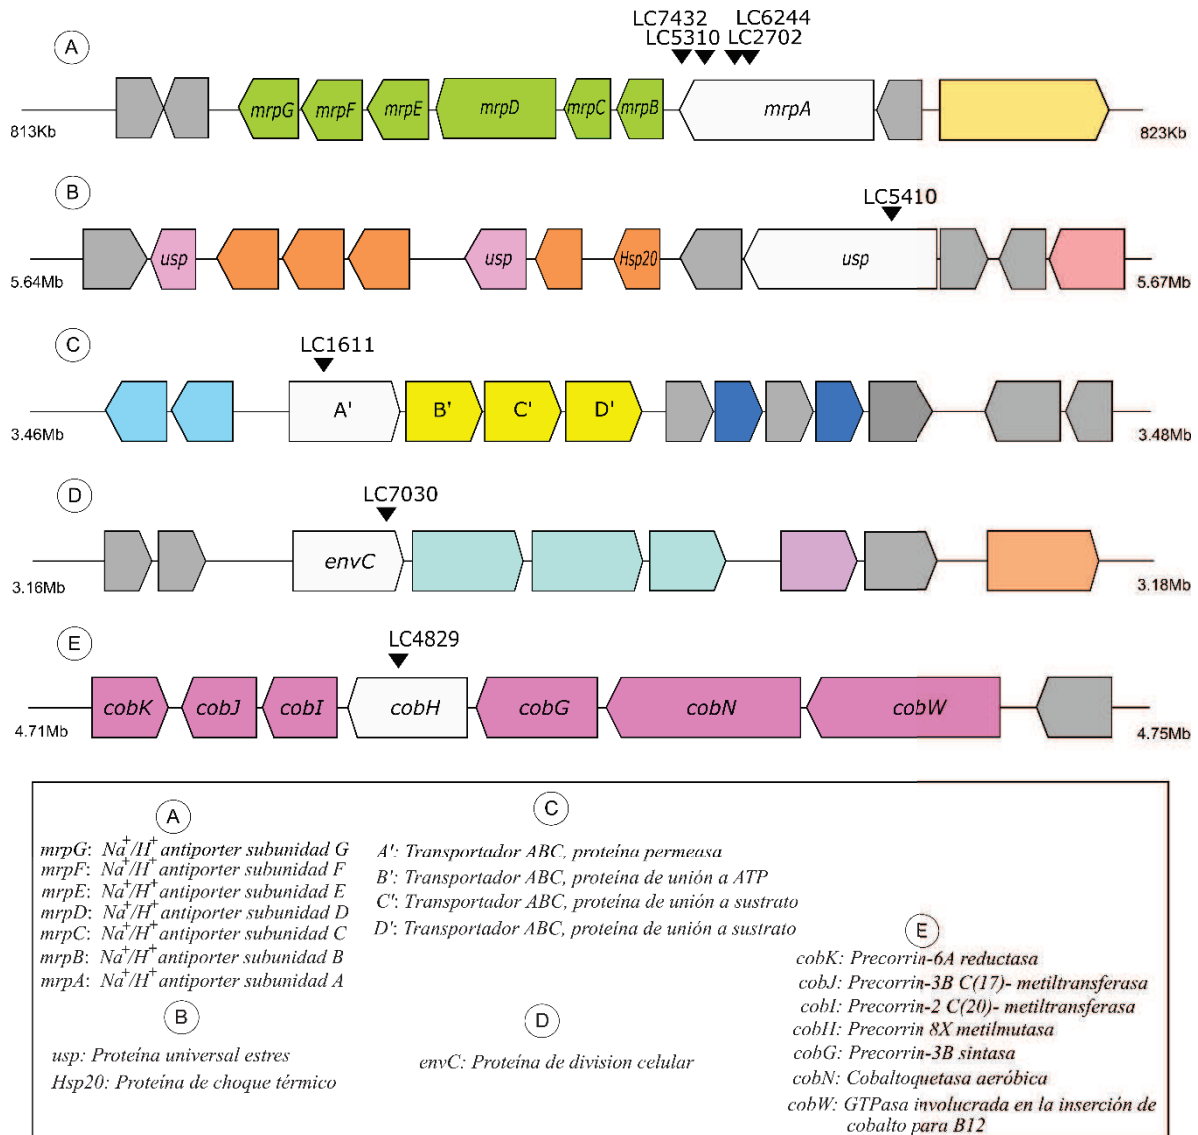 LC7432 LC6244
LC5310 LC2702
A
mrpG mrpF mrpE mrpD mrpC mrpB mrpA
813Kb 823Kb
B
LC5410
usp usp Hsp20 usp
5.64Mb 5.67Mb
C
LC1611
A' B' C' D'
3.46Mb 3.48Mb
D
LC7030
envC
3.16Mb 3.18Mb
E
LC4829
cobK cobJ cobI cobH cobG cobN cobW
4.71Mb 4.75Mb
A
mrpG: Na+/H+ antiporter subunidad G
mrpF: Na+/H+ antiporter subunidad F
mrpE: Na+/H+ antiporter subunidad E
mrpD: Na+/H+ antiporter subunidad D
mrpC: Na+/H+ antiporter subunidad C
mrpB: Na+/H+ antiporter subunidad B
mrpA: Na+/H+ antiporter subunidad A
B
usp: Proteína universal estres
Hsp20: Proteína de choque térmico
C
A': Transportador ABC, proteína permeasa
B': Transportador ABC, proteína de unión a ATP
C': Transportador ABC, proteína de unión a sustrato
D': Transportador ABC, proteína de unión a sustrato
D
envC: Proteína de division celular
E
cobK: Precorrin-6A reductasa
cobJ: Precorrin-3B C(17)- metiltransferasa
cobI: Precorrin-2 C(20)- metiltransferasa
cobH: Precorrin 8X metilmutasa
cobG: Precorrin-3B sintasa
cobN: Cobaltoquetasa aeróbica
cobW: GTPasa involucrada en la inserción de
cobalto para B12